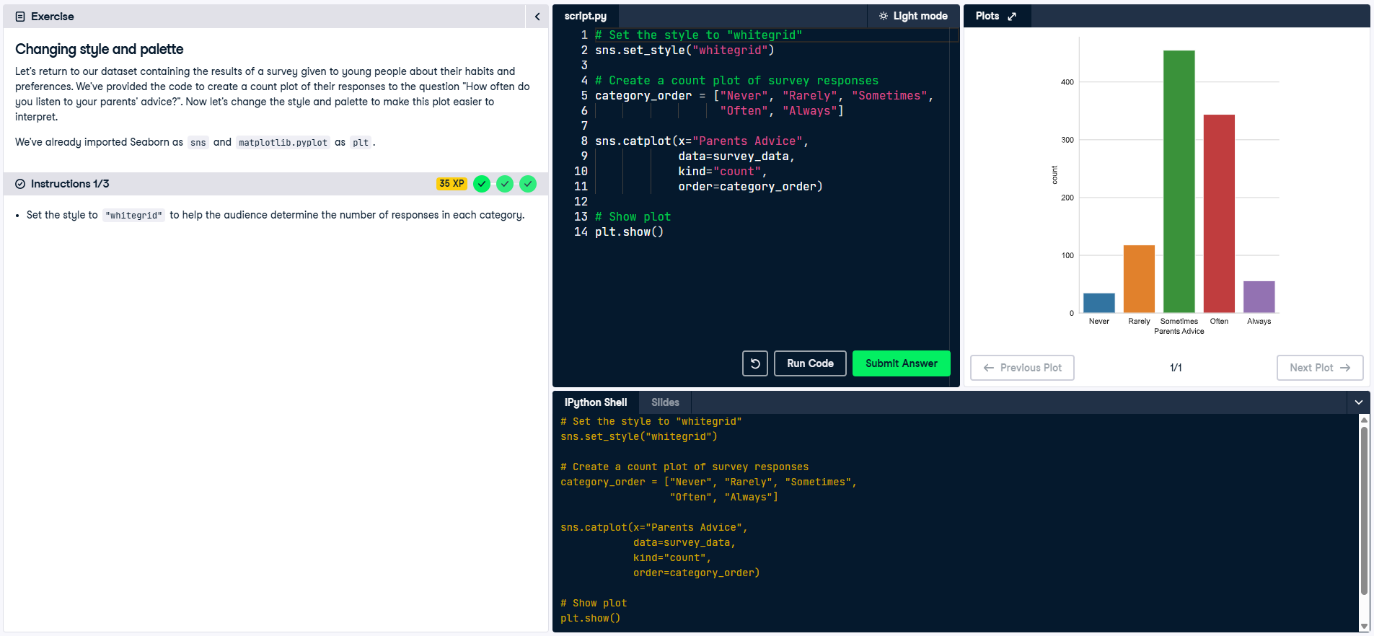 Exercise
Changing style and palette
Let's return to our dataset containing the results of a survey given to young people about their habits and
preferences. We've provided the code to create a count plot of their responses to the question "How often do
you listen to your parents' advice?". Now let's change the style and palette to make this plot easier to
interpret.
We've already imported Seaborn as sns and matplotlib.pyplot as plt.
Instructions 1/3
35 XP
• Set the style to "whitegrid" to help the audience determine the number of responses in each category.
script.py
Light mode
1 # Set the style to "whitegrid"
2 sns.set_style("whitegrid")
3
4 # Create a count plot of survey responses
5 category_order = ["Never", "Rarely", "Sometimes",
6 "Often", "Always"]
7
8 sns.catplot(x="Parents Advice",
9 data=survey_data,
10 kind="count",
11 order=category_order)
12
13 # Show plot
14 plt.show()
Run Code
Submit Answer
Plots
400
300
200
100
0
count
Never Rarely Sometimes Often Always
Parents Advice
← Previous Plot
1/1
Next Plot →
IPython Shell
Slides
# Set the style to "whitegrid"
sns.set_style("whitegrid")
# Create a count plot of survey responses
category_order = ["Never", "Rarely", "Sometimes",
"Often", "Always"]
sns.catplot(x="Parents Advice",
data=survey_data,
kind="count",
order=category_order)
# Show plot
plt.show()